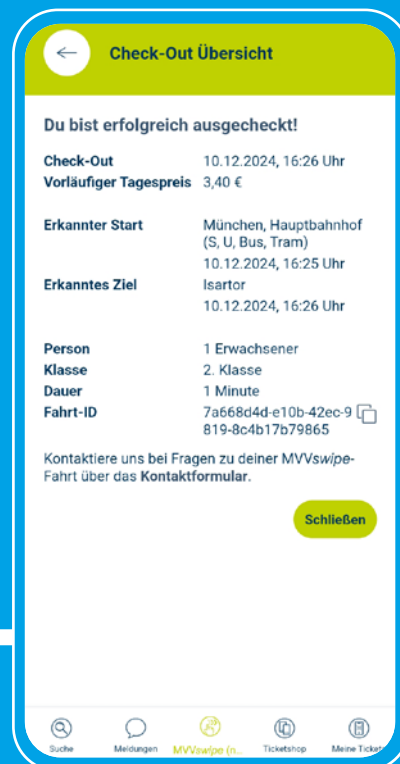 Check-Out Übersicht
Du bist erfolgreich ausgecheckt!
Check-Out 10.12.2024, 16:26 Uhr
Vorläufiger Tagespreis 3,40 €
Erkannter Start München, Hauptbahnhof
(S, U, Bus, Tram)
10.12.2024, 16:25 Uhr
Erkanntes Ziel Isartor
10.12.2024, 16:26 Uhr
Person 1 Erwachsener
Klasse 2. Klasse
Dauer 1 Minute
Fahrt-ID 7a668d4d-e10b-42ec-9
819-8c4b17b79865
Kontaktiere uns bei Fragen zu deiner MVVswipe-
Fahrt über das Kontaktformular.
Schließen
Suche Meldungen MVVswipe (n... Ticketshop Meine Tickets